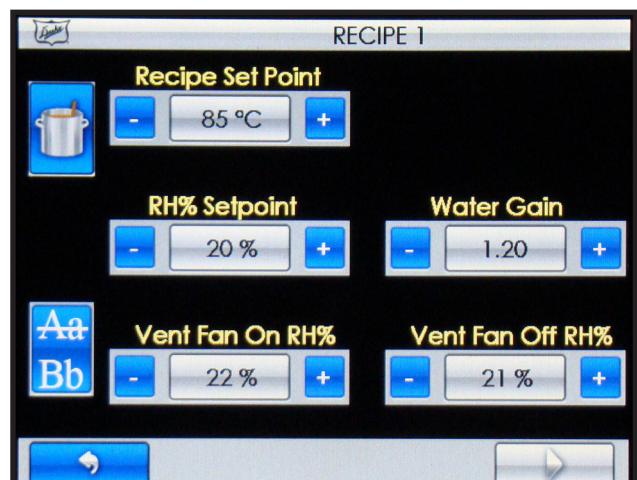 RECIPE 1
Recipe Set Point
- 85 °C +
RH% Setpoint
- 20 % +
Water Gain
- 1.20 +
Aa
Bb
Vent Fan On RH%
- 22 % +
Vent Fan Off RH%
- 21 % +